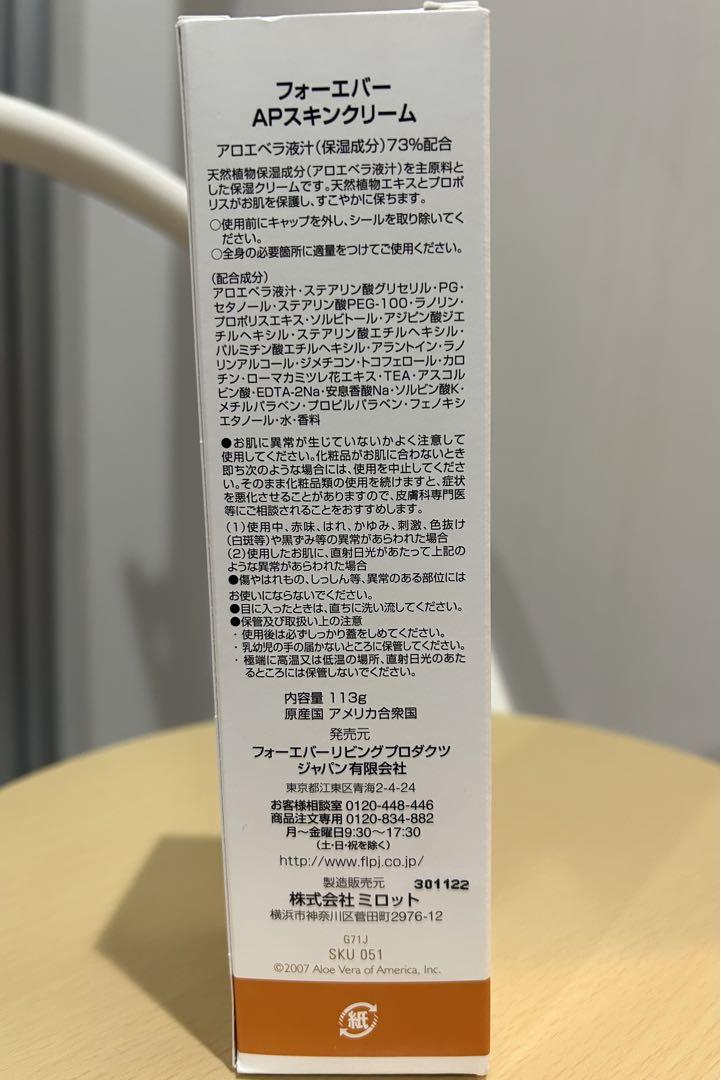 フォーエバー
APスキンクリーム
アロエベラ液汁(保湿成分)73%配合
天然植物保湿成分(アロエベラ液汁)を主原料と
した保湿クリームです。天然植物エキスとプロポ
リスがお肌を保護し、すこやかに保ちます。
○使用前にキャップを外し、シールを取り除いてく
ださい。
○全身の必要箇所に適量をつけてご使用ください。
(配合成分)
アロエベラ液汁・ステアリン酸グリセリル・PG・
セタノール・ステアリン酸PEG-100・ラノリン・
プロポリスエキス・ソルビトール・アジピン酸ジエ
チルヘキシル・ステアリン酸エチルヘキシル・
パルミチン酸エチルヘキシル・アラントイン・ラノ
リンアルコール・ジメチコン・トコフェロール・カロ
チン・ローマカミツレ花エキス・TEA・アスコル
ビン酸・EDTA-2Na・安息香酸Na・ソルビン酸K・
メチルパラベン・プロピルパラベン・フェノキシ
エタノール・水・香料
●お肌に異常が生じていないかよく注意して
使用してください。化粧品がお肌に合わないとき
即ち次のような場合には、使用を中止してくださ
い。そのまま化粧品類の使用を続けますと、症状
を悪化させることがありますので、皮膚科専門医
等にご相談されることをおすすめします。
(1)使用中、赤味、はれ、かゆみ、刺激、色抜け
(白斑等)や黒ずみ等の異常があらわれた場合
(2)使用したお肌に、直射日光があたって上記の
ような異常があらわれた場合
●傷やはれもの、しっしん等、異常のある部位には
お使いにならないでください。
●目に入ったときは、直ちに洗い流してください。
●保管及び取扱い上の注意
・使用後は必ずしっかり蓋をしめてください。
・乳幼児の手の届かないところに保管してください。
・極端に高温又は低温の場所、直射日光のあた
るところには保管しないでください。
内容量 113g
原産国 アメリカ合衆国
発売元
フォーエバーリビングプロダクツ
ジャパン有限会社
東京都江東区青海2-4-24
お客様相談室 0120-448-446
商品注文専用 0120-834-882
月～金曜日9:30～17:30
(土・日・祝を除く)
http://www.flpj.co.jp/
製造販売元 301122
株式会社 ミロット
横浜市神奈川区菅田町2976-12
G71J
SKU 051
©2007 Aloe Vera of America, Inc.
紙